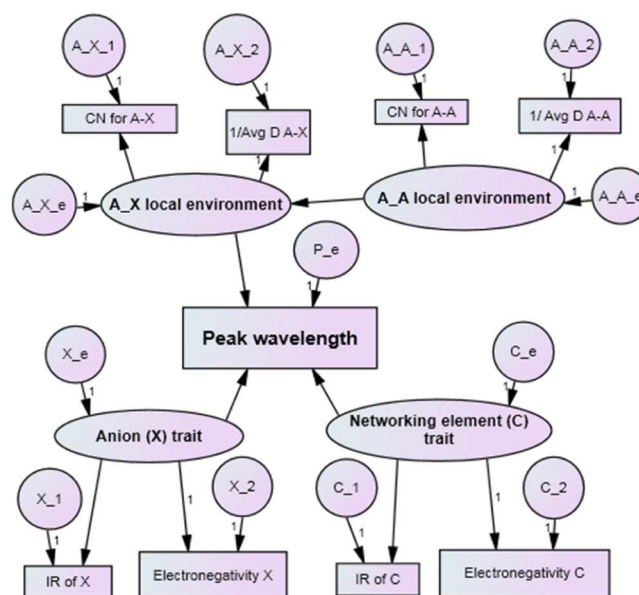 A_X_1
A_X_2
A_A_1
A_A_2
1
1
1
1
CN for A-X
1/Avg D A-X
CN for A-A
1/ Avg D A-A
1
1
A_X_e
1
A_X local environment
A_A local environment
1
A_A_e
P_e
1
Peak wavelength
X_e
C_e
1
1
Anion (X) trait
Networking element (C)
trait
X_1
X_2
C_1
C_2
1
1
1
1
1
1
IR of X
Electronegativity X
IR of C
Electronegativity C